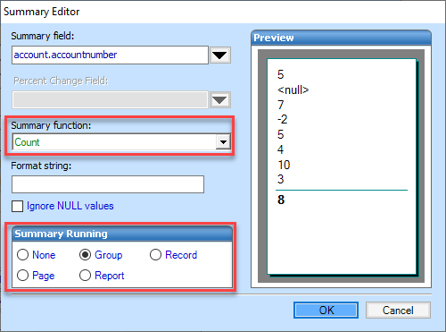 Summary Editor
Summary field:
account.accountnumber
Percent Change Field:
Summary function:
Count
Format string:
Ignore NULL values
Summary Running
None
Group
Record
Page
Report
Preview
5
<null>
7
-2
5
4
10
3
8
OK
Cancel